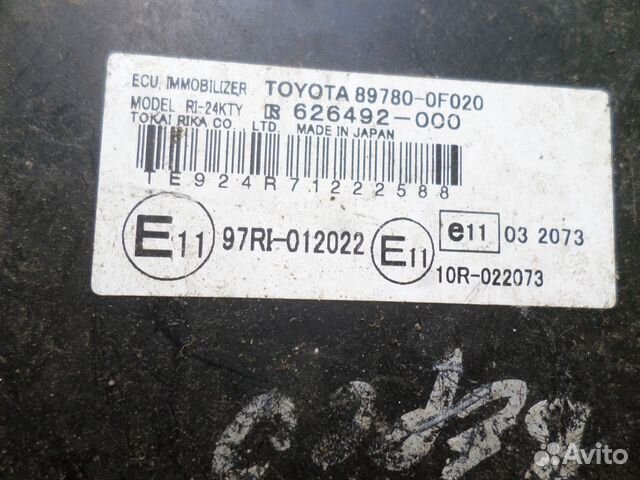 ECU, IMMOBILIZER TOYOTA 89780-0F020
MODEL RI-24KTY 626492-000
TOKAI RIKA CO., LTD. MADE IN JAPAN
TE924R71222588
E11 97RI-012022 E11 e11 03 2073
10R-022073
Avito